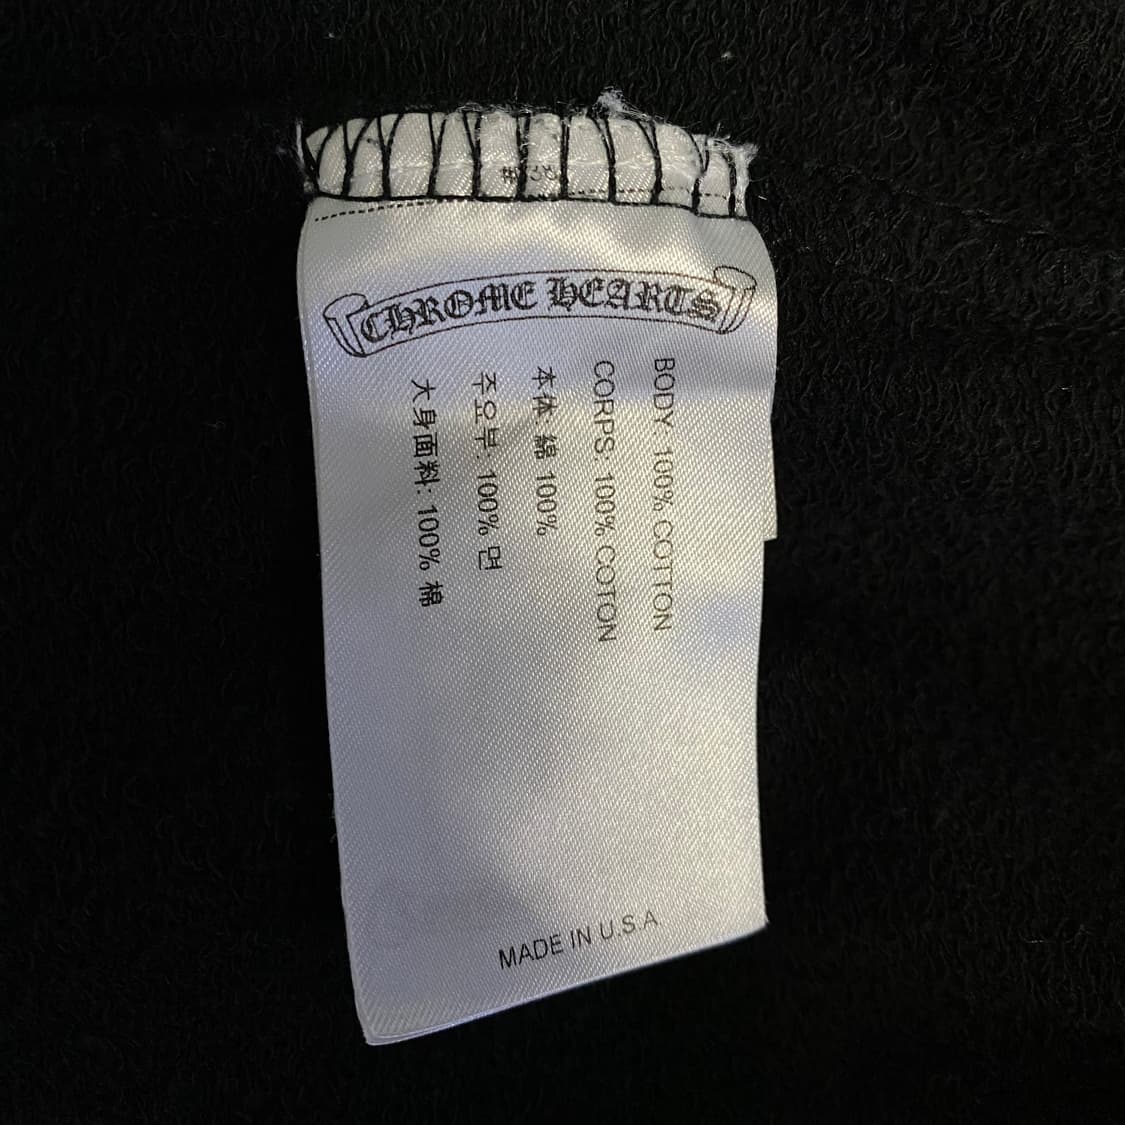 CHROME HEARTS
BODY: 100% COTTON
CORPS: 100% COTON
本体: 綿 100%
주요부: 100% 면
大身面料: 100% 棉
MADE IN U.S.A